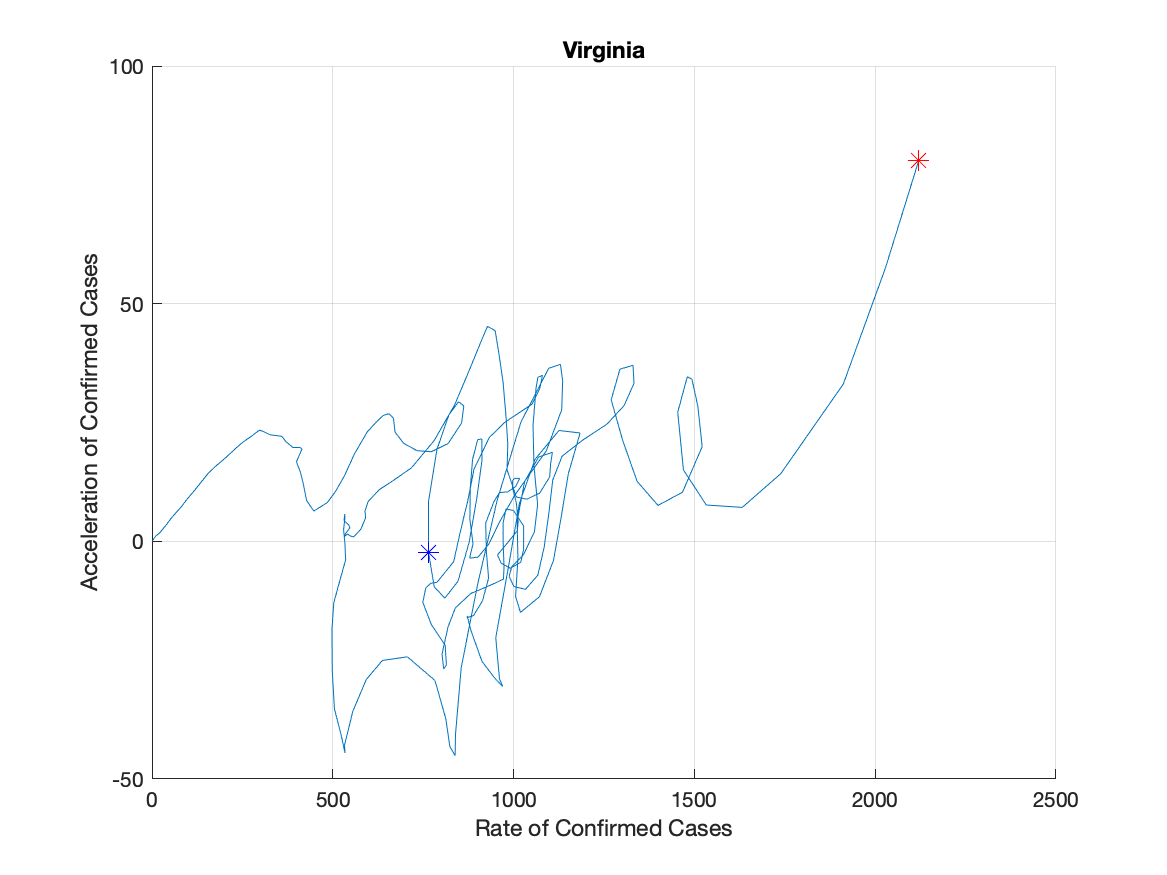 Virginia
100
50
0
-50
Acceleration of Confirmed Cases
0 500 1000 1500 2000 2500
Rate of Confirmed Cases